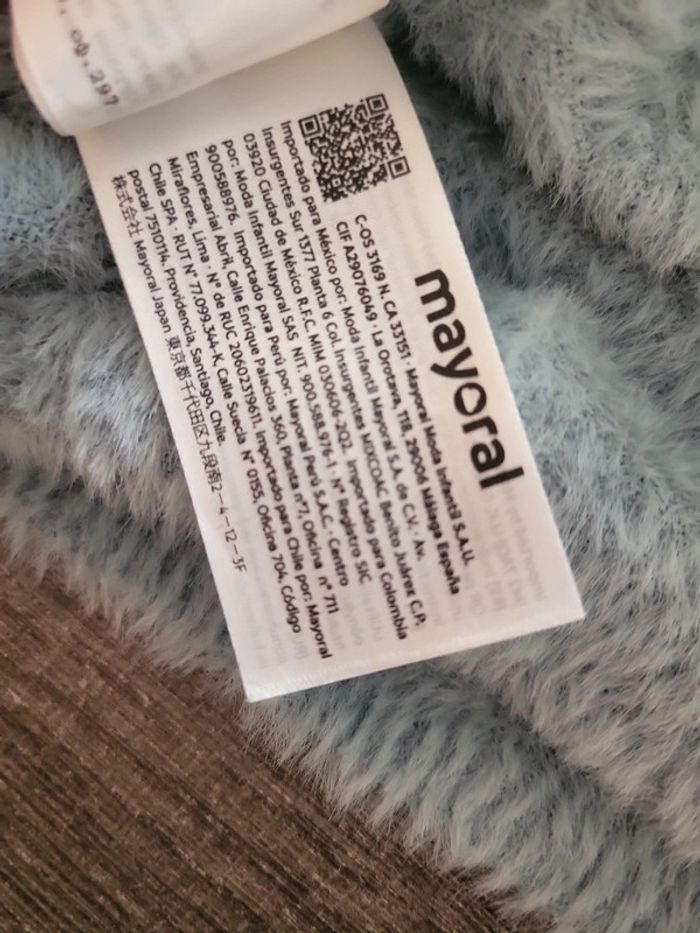 оф. 297
mayoral
C-OS 3169 N. CA 33151 · Mayoral Moda Infantil S.A.U.
CIF A29076049 · La Orotava, 118, 29006 Málaga España
Importado para México por: Moda Infantil Mayoral S.A. de C.V. · Av.
Insurgentes Sur 1377 Planta 6 Col. Insurgentes MIXCOAC Benito Juárez C.P.
03920 Ciudad de México R.F.C. MIM 030606-2Q2. Importado para Colombia
por: Moda Infantil Mayoral SAS NIT. 900.588.976-1 · N° Registro SIC
900588976. Importado para Perú por: Mayoral Perú S.A.C. · Centro
Empresarial Abril, Calle Enrique Palacios 360, Planta nº7, Oficina nº 711
Miraflores, Lima · N° de RUC 20602319611. Importado para Chile por: Mayoral
Chile SPA · RUT N° 77.099.344-K, Calle Suecia N° 0155, Oficina 704, Código
postal 7510114, Providencia, Santiago, Chile.
株式会社 Mayoral Japan 東京都千代田区九段南2-4-12-3F